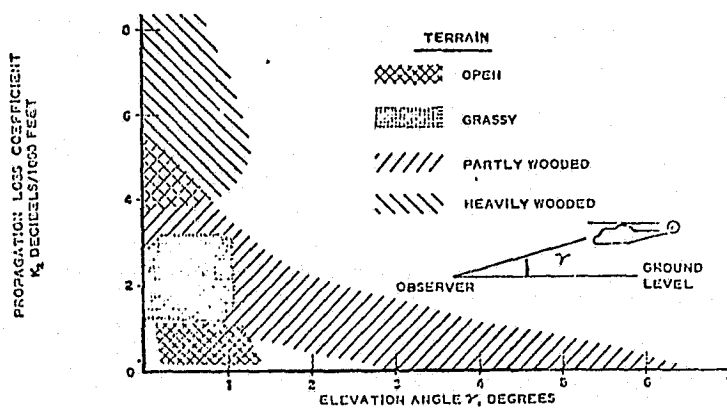 PROPAGATION LOSS COEFFICIENT
K₂ DECIBELS/1000 FEET
8
6
4
2
0
TERRAIN
OPEN
GRASSY
PARTLY WOODED
HEAVILY WOODED
γ
OBSERVER
GROUND
LEVEL
1
2
3
4
5
6
ELEVATION ANGLE γ, DEGREES